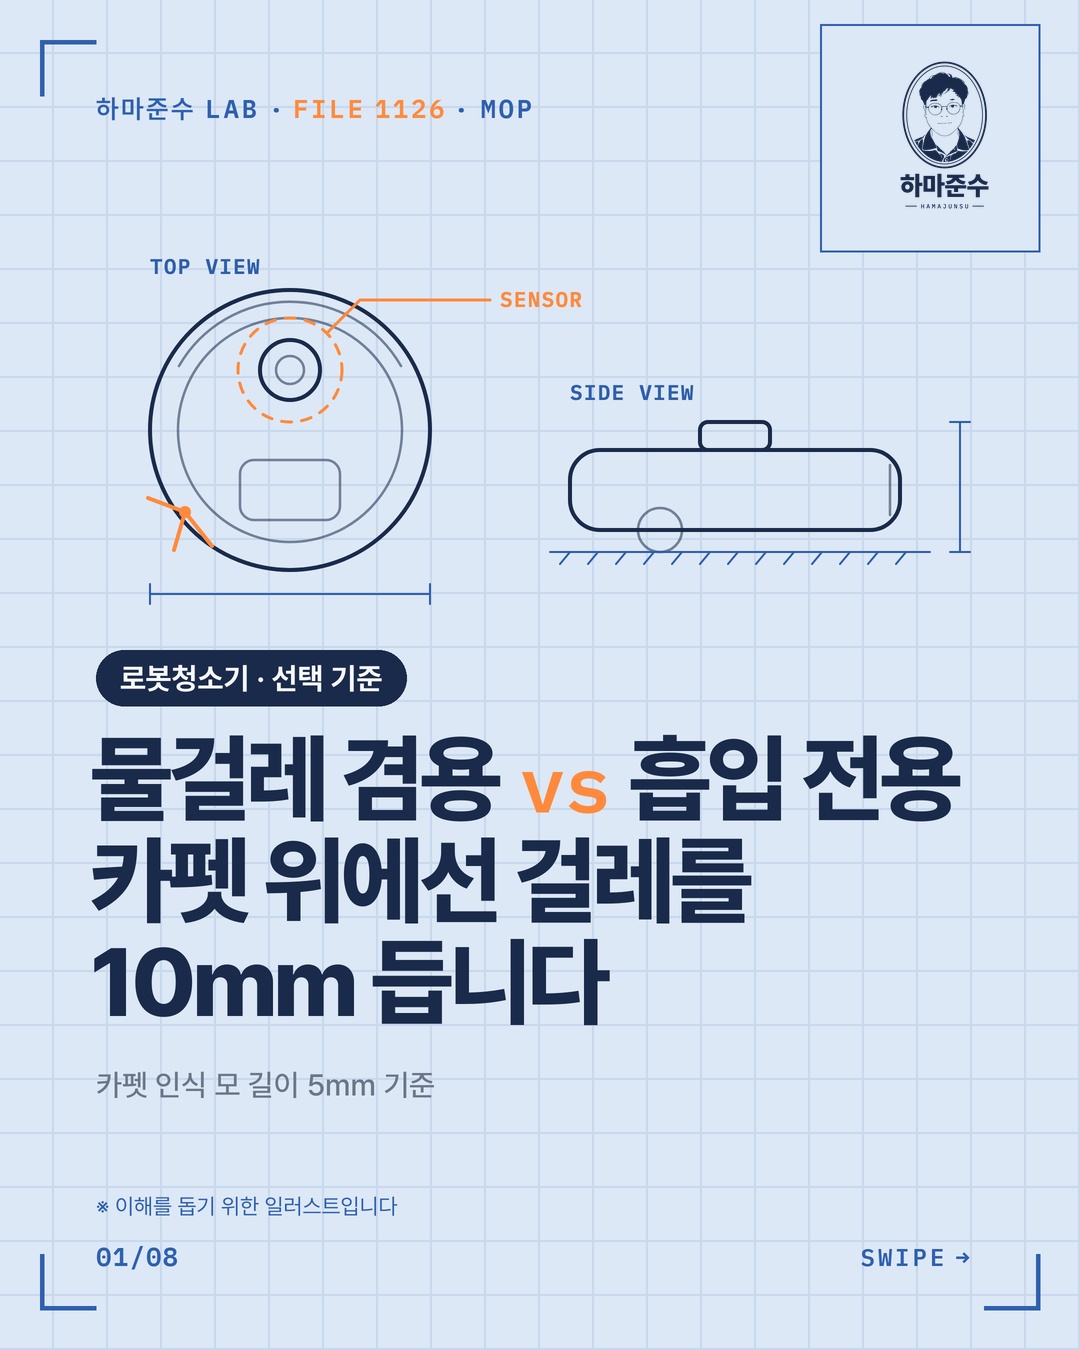 하마준수 LAB · FILE 1126 · MOP
하마준수
HAMAJUNSU
TOP VIEW
SENSOR
SIDE VIEW
로봇청소기 · 선택 기준
물걸레 겸용 vs 흡입 전용
카펫 위에선 걸레를
10mm 듭니다
카펫 인식 모 길이 5mm 기준
※ 이해를 돕기 위한 일러스트입니다
01/08
SWIPE →